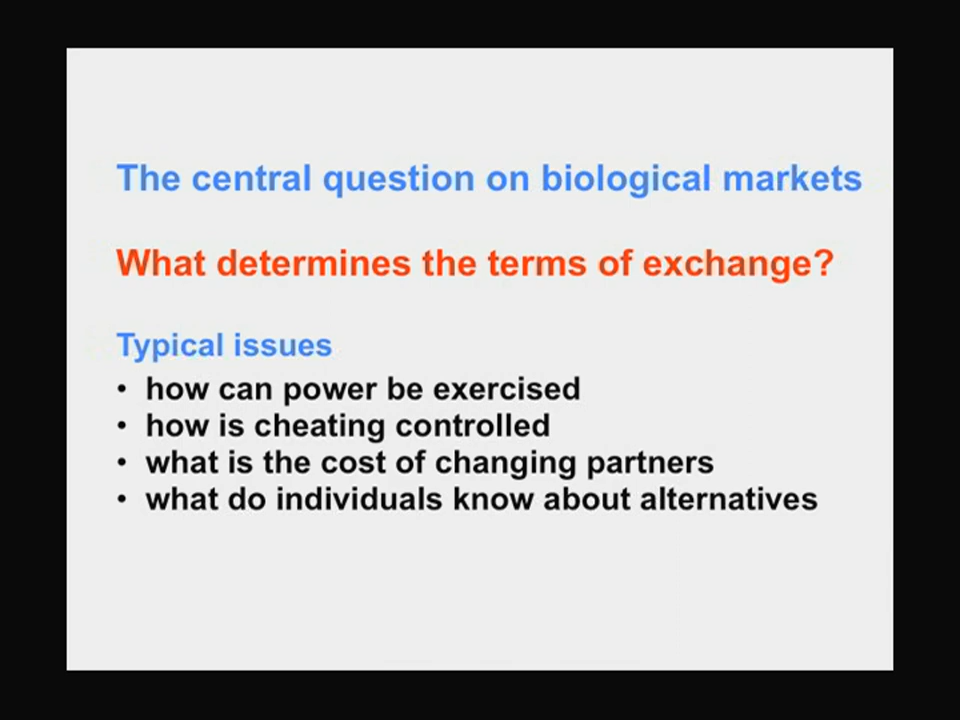 The central question on biological markets
What determines the terms of exchange?
Typical issues
• how can power be exercised
• how is cheating controlled
• what is the cost of changing partners
• what do individuals know about alternatives